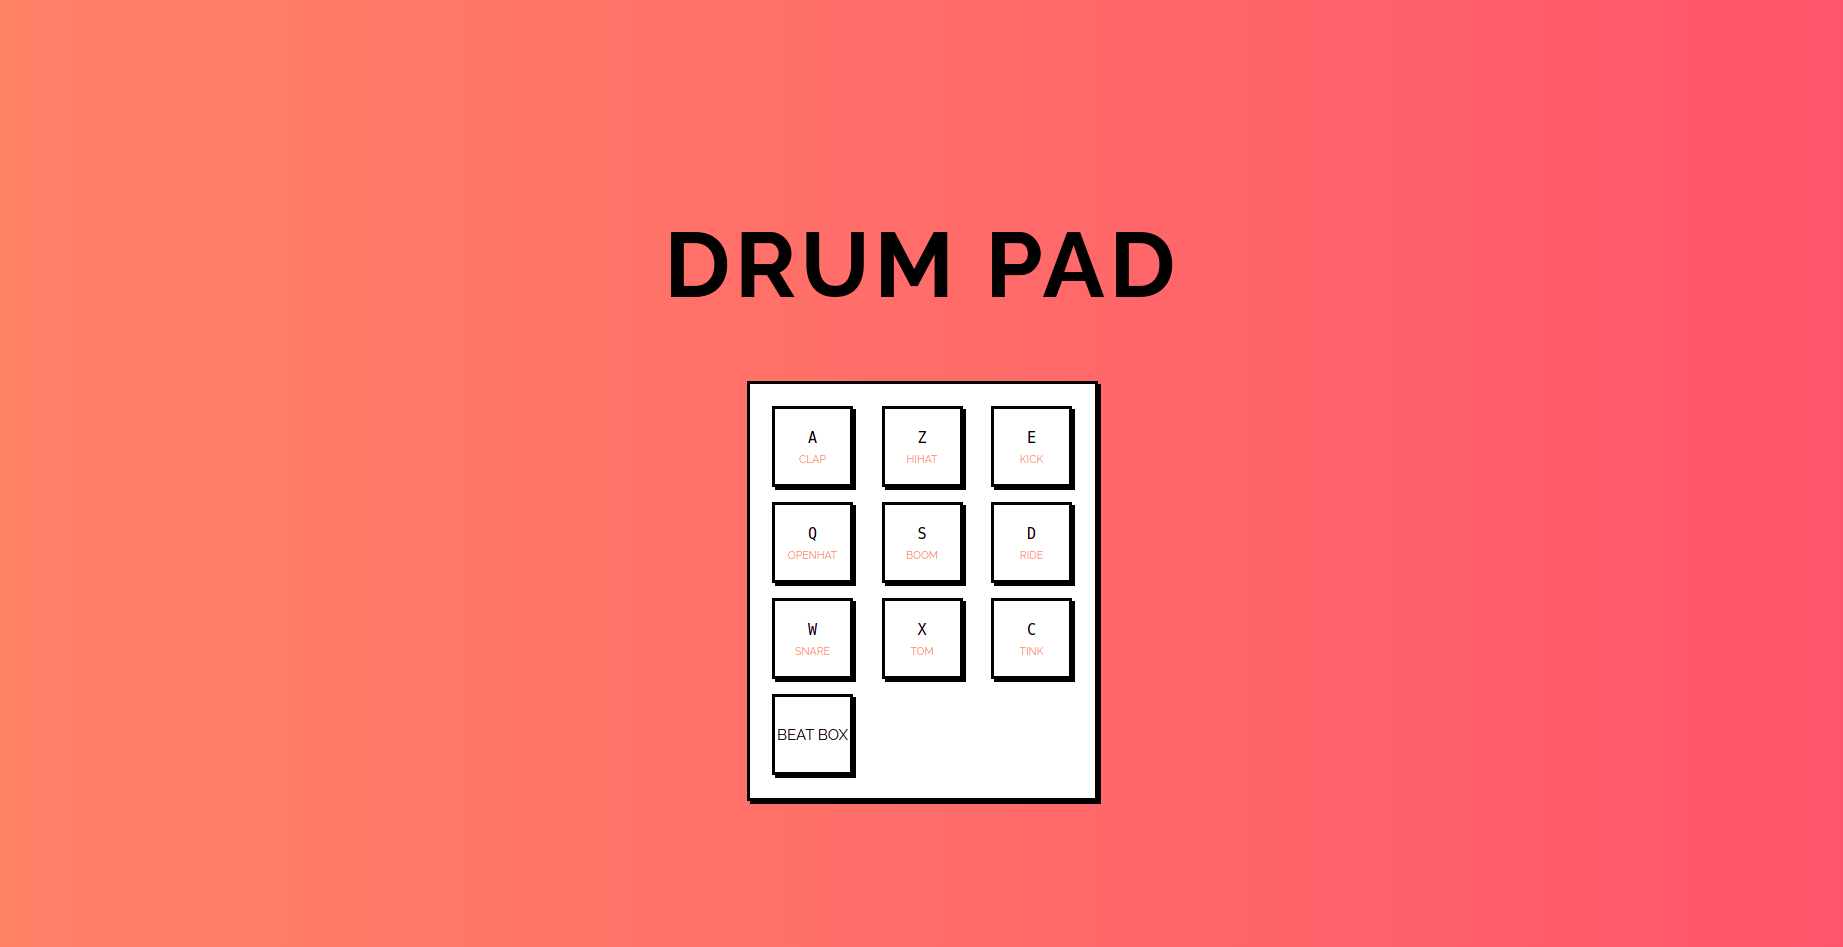 DRUM PAD
A
CLAP
Z
HIHAT
E
KICK
Q
OPENHAT
S
BOOM
D
RIDE
W
SNARE
X
TOM
C
TINK
BEAT BOX